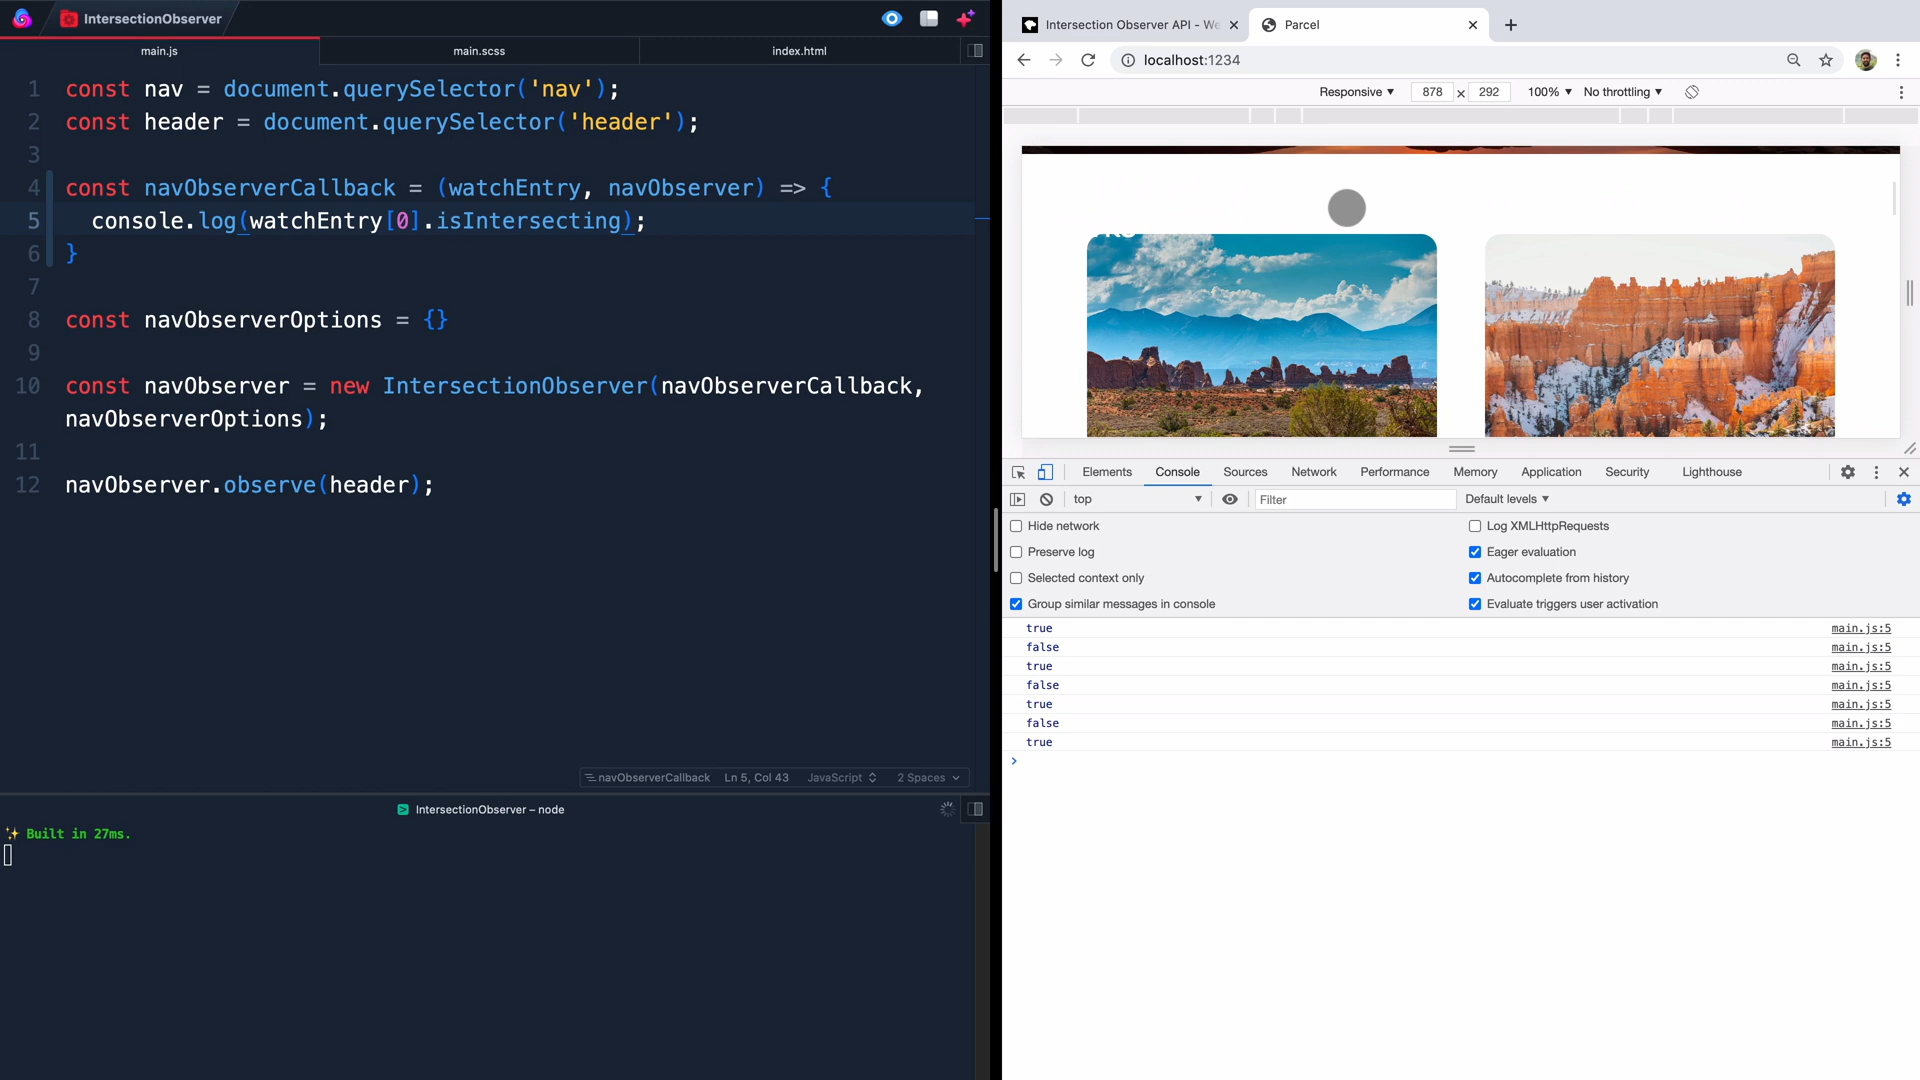 IntersectionObserver
main.js
main.scss
index.html
1 const nav = document.querySelector('nav');
2 const header = document.querySelector('header');
3
4 const navObserverCallback = (watchEntry, navObserver) => {
5 console.log(watchEntry[0].isIntersecting);
6 }
7
8 const navObserverOptions = {}
9
10 const navObserver = new IntersectionObserver(navObserverCallback,
navObserverOptions);
11
12 navObserver.observe(header);
navObserverCallback Ln 5, Col 43 JavaScript 2 Spaces
IntersectionObserver – node
Built in 27ms.
Intersection Observer API - We
Parcel
localhost:1234
Responsive 878 × 292 100% No throttling
Elements Console Sources Network Performance Memory Application Security Lighthouse
top Filter Default levels
Hide network
Log XMLHttpRequests
Preserve log
Eager evaluation
Selected context only
Autocomplete from history
Group similar messages in console
Evaluate triggers user activation
true main.js:5
false main.js:5
true main.js:5
false main.js:5
true main.js:5
false main.js:5
true main.js:5